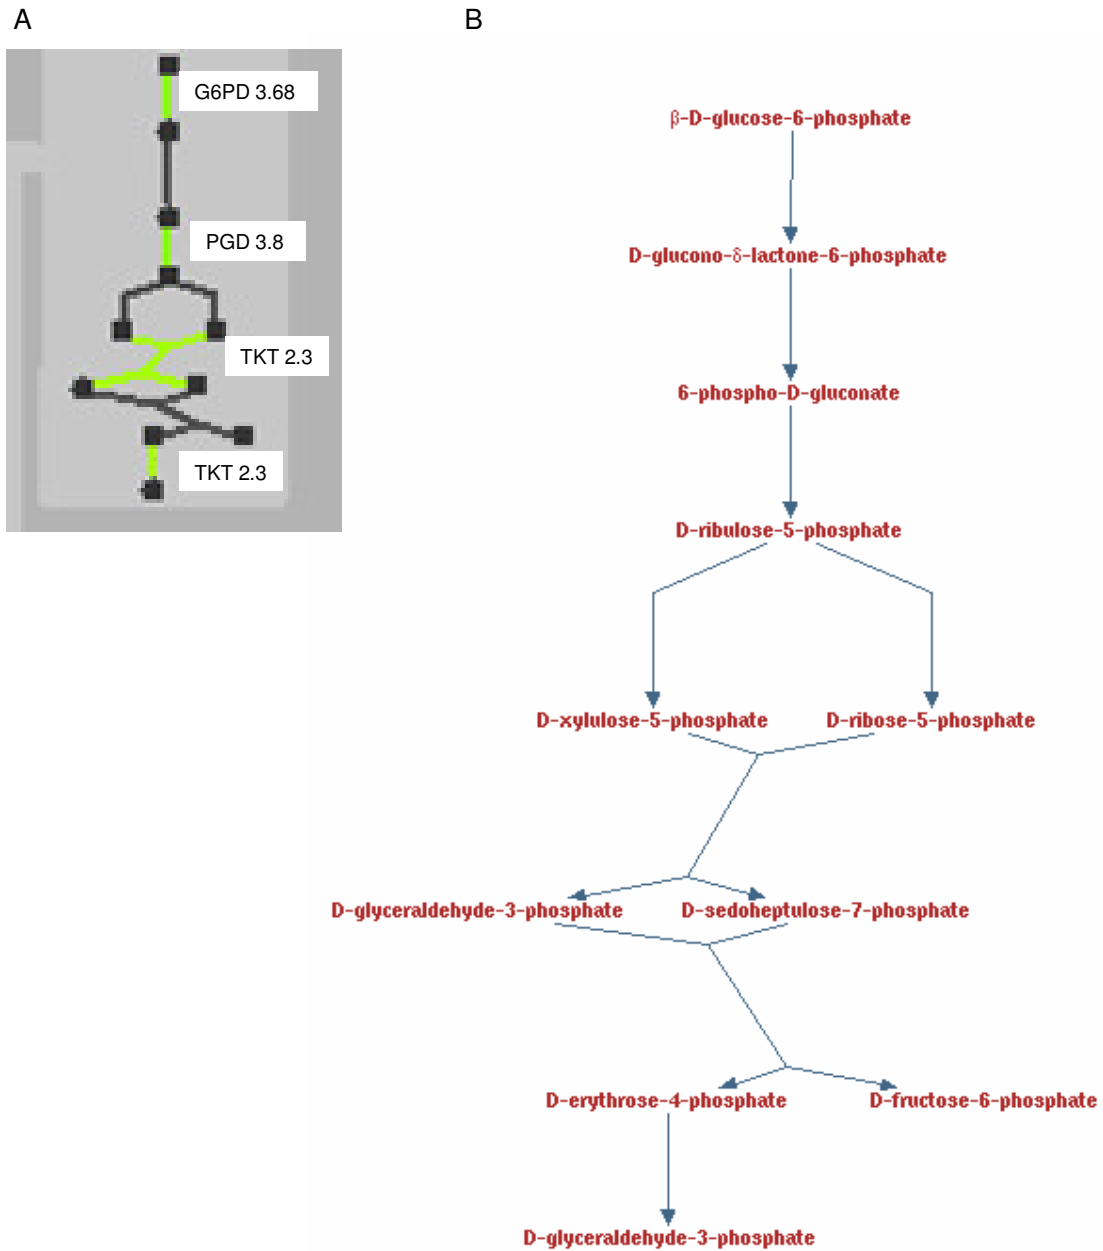 A
B
G6PD 3.68
PGD 3.8
TKT 2.3
TKT 2.3
β-D-glucose-6-phosphate
D-glucono-δ-lactone-6-phosphate
6-phospho-D-gluconate
D-ribulose-5-phosphate
D-xylulose-5-phosphate
D-ribose-5-phosphate
D-glyceraldehyde-3-phosphate
D-sedoheptulose-7-phosphate
D-erythrose-4-phosphate
D-fructose-6-phosphate
D-glyceraldehyde-3-phosphate